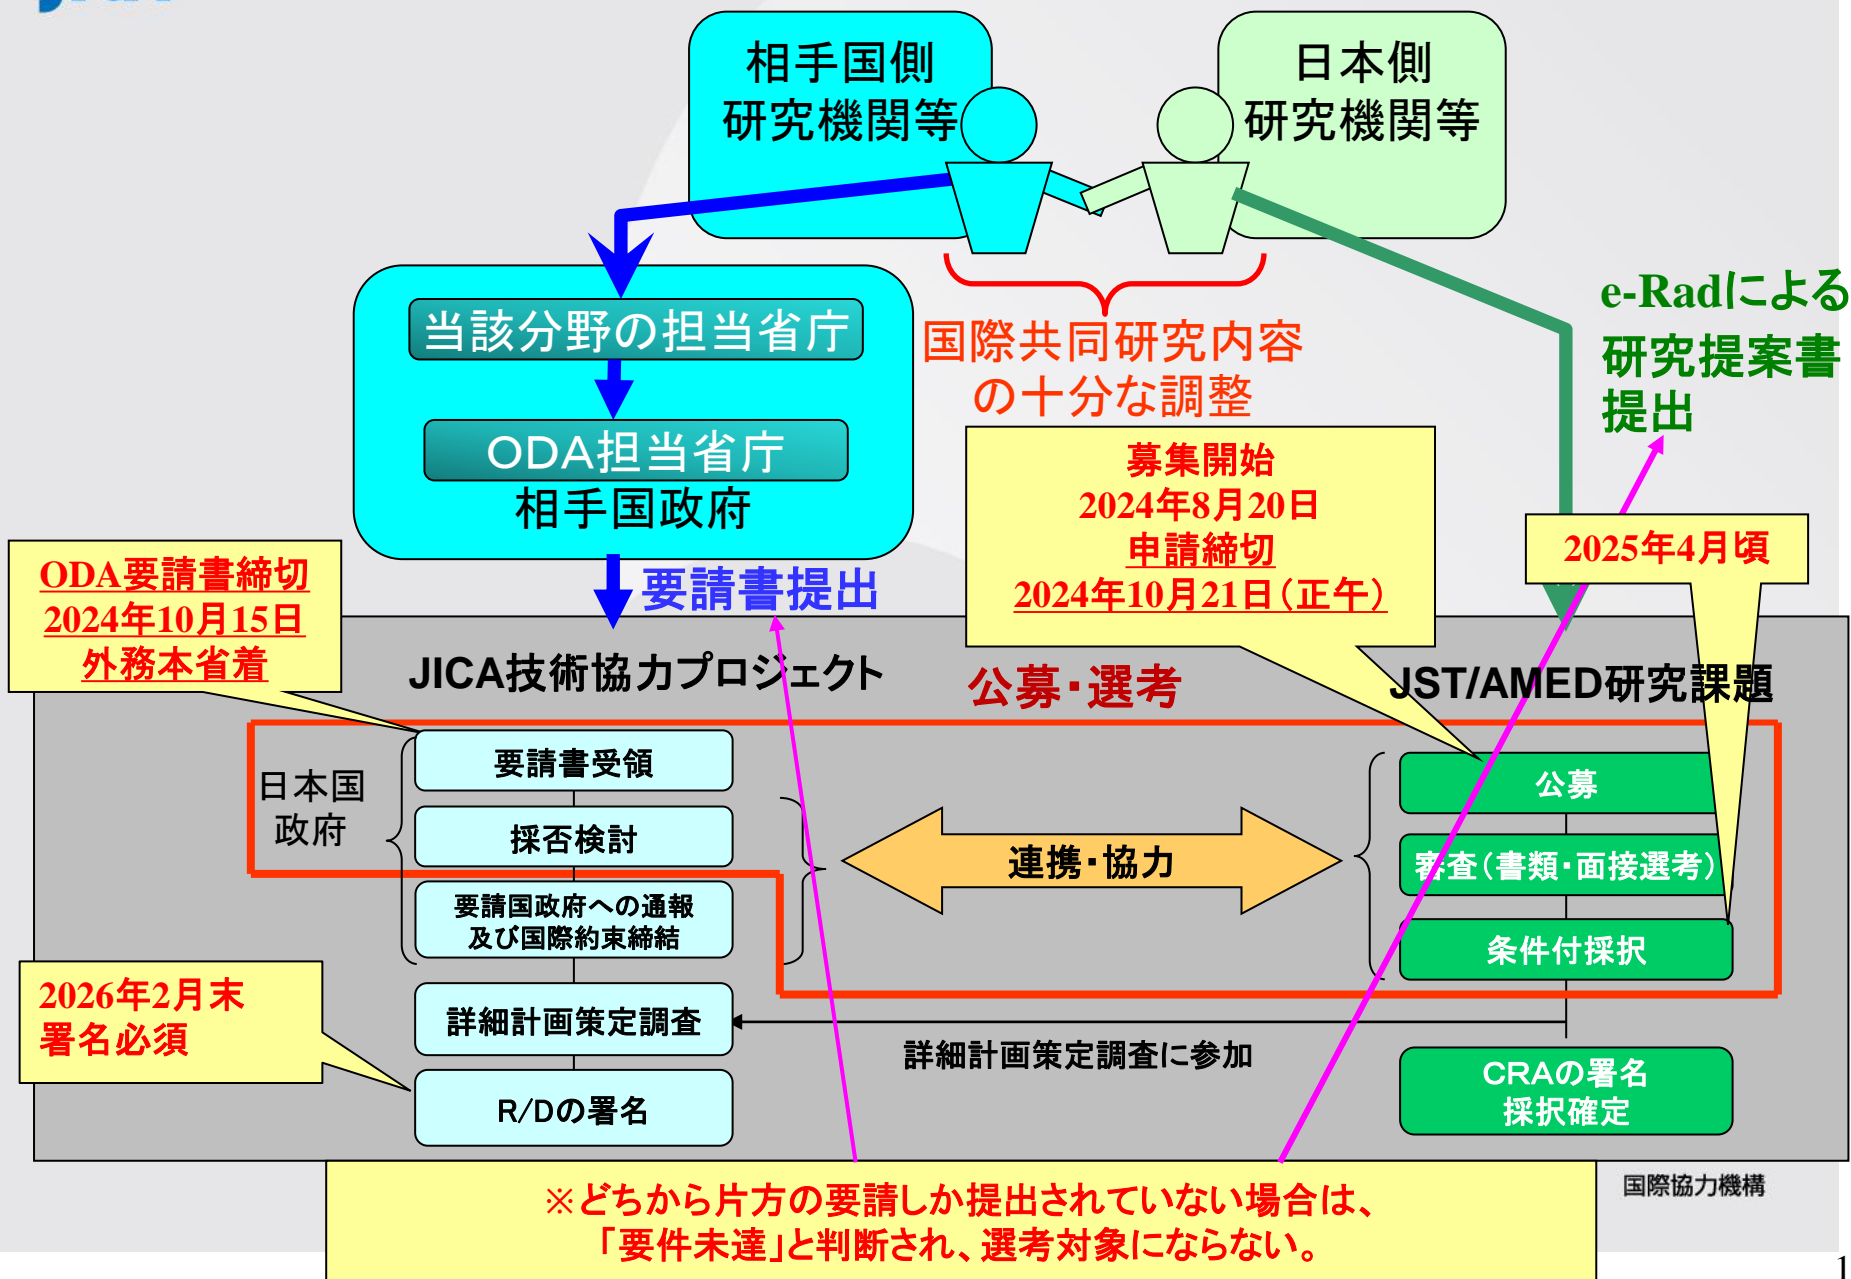 相手国側
研究機関等
日本側
研究機関等
当該分野の担当省庁
ODA担当省庁
相手国政府
国際共同研究内容
の十分な調整
e-Radによる
研究提案書
提出
募集開始
2024年8月20日
申請締切
2024年10月21日（正午）
2025年4月頃
ODA要請書締切
2024年10月15日
外務本省着
要請書提出
JICA技術協力プロジェクト
公募・選考
JST/AMED研究課題
日本国
政府
要請書受領
採否検討
要請国政府への通報
及び国際約束締結
詳細計画策定調査
R/Dの署名
連携・協力
公募
審査（書類・面接選考）
条件付採択
詳細計画策定調査に参加
CRAの署名
採択確定
2026年2月末
署名必須
※どちから片方の要請しか提出されていない場合は、
「要件未達」と判断され、選考対象にならない。
国際協力機構
1